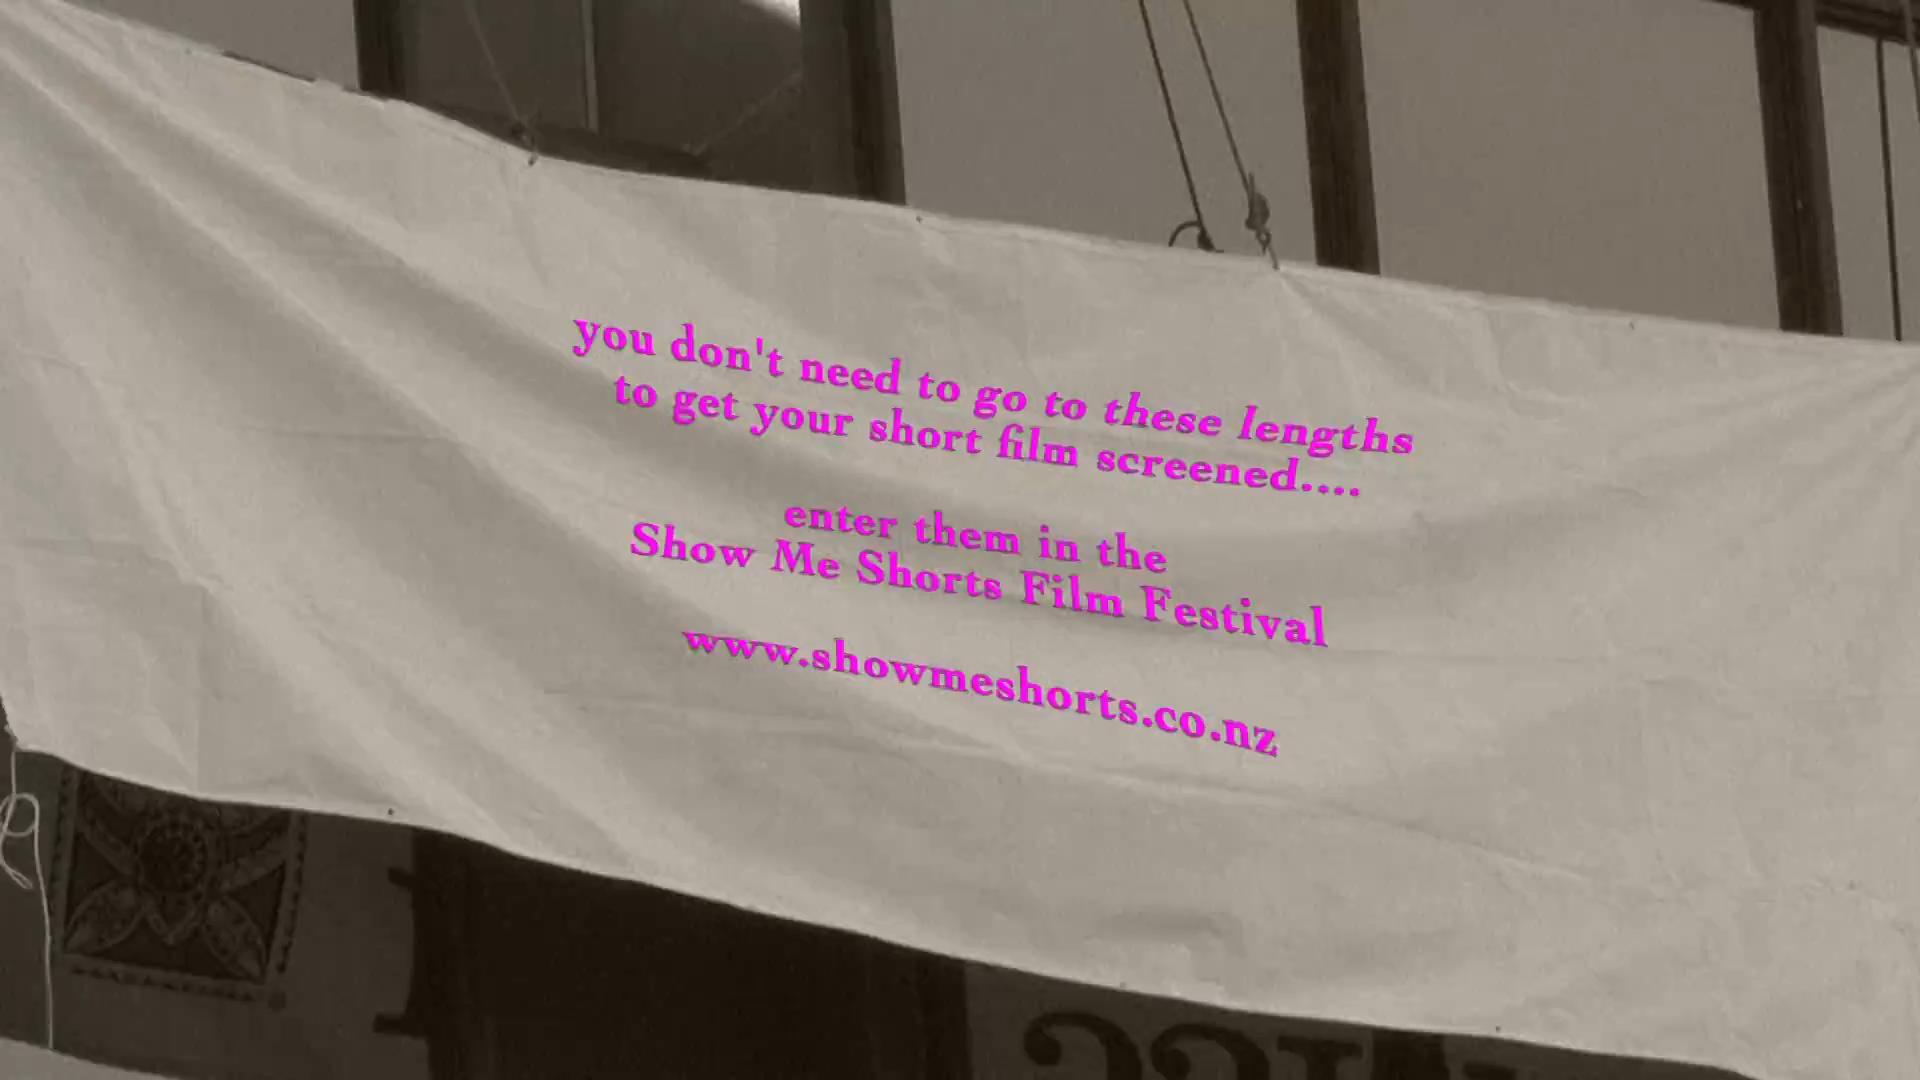 you don't need to go to these lengths
to get your short film screened....
enter them in the
Show Me Shorts Film Festival
www.showmeshorts.co.nz